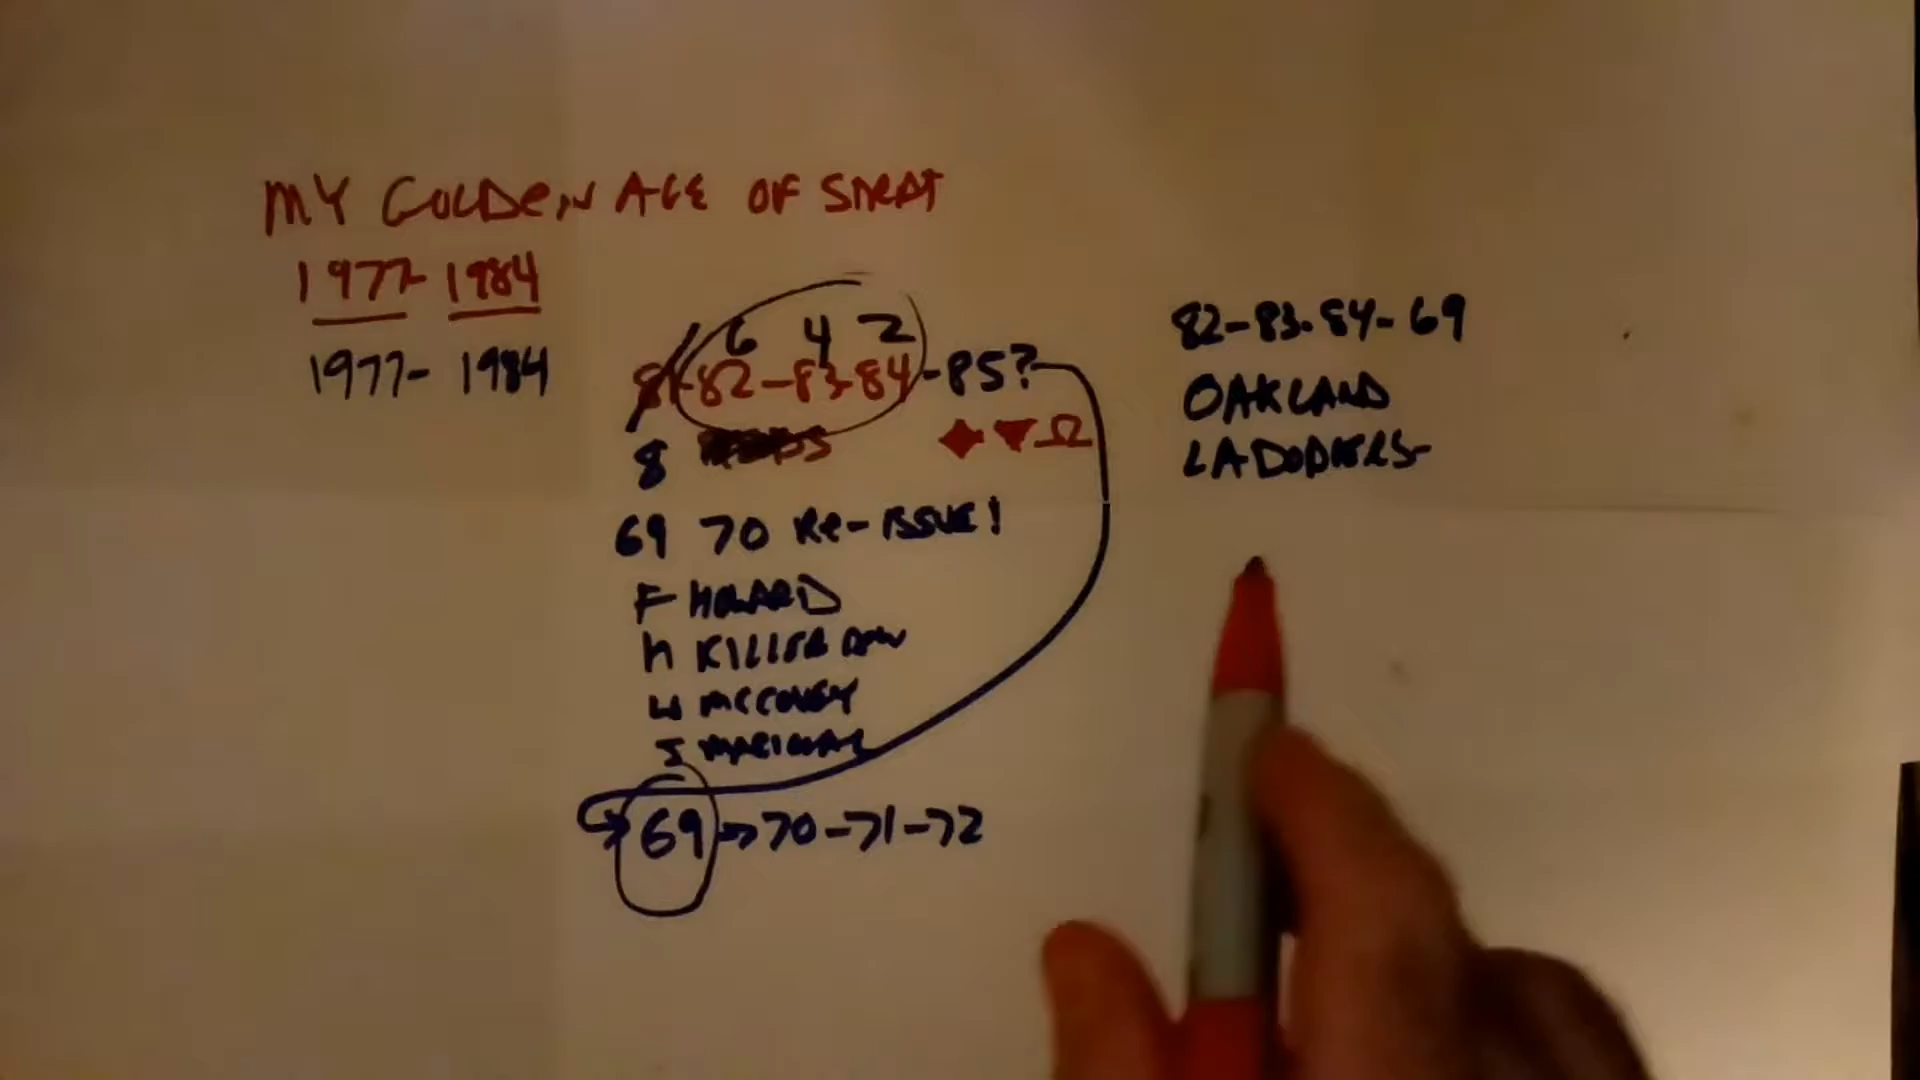 MY GOLDEN AGE OF STRAT
1977-1984
1977-1984
6 4 2
81-82-83-84-85?
8
69 70 Re-ISSUE!
F HOWARD
H KILLEBREW
W MCCOVEY
J MARICHAL
69→70-71-72
82-83-84-69
OAKLAND
LA DODGERS-